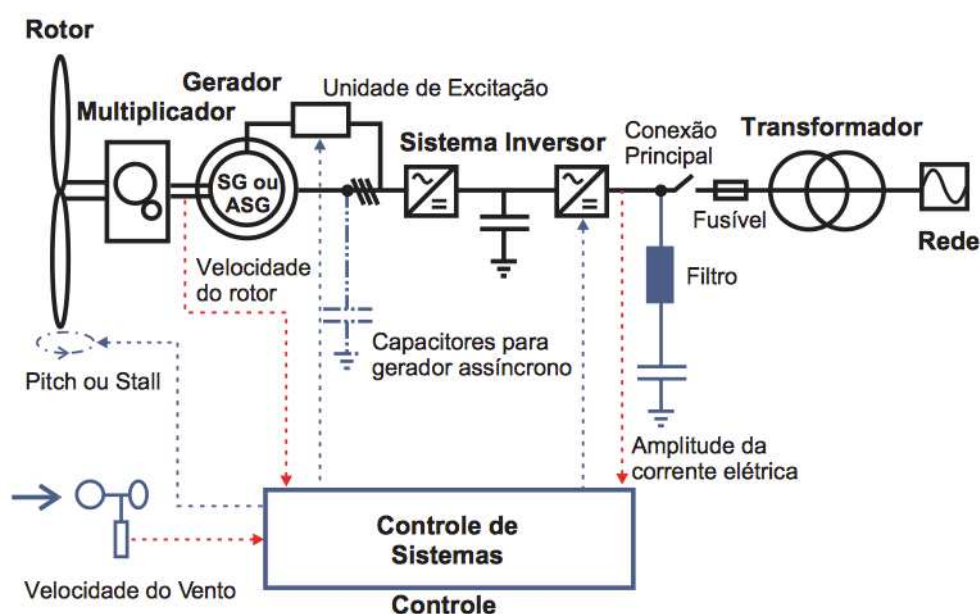 Rotor
Gerador
Unidade de Excitação
Multiplicador
Sistema Inversor
Conexão
Principal
Transformador
SG ou
ASG
Fusível
Rede
Velocidade
do rotor
Filtro
Capacitores para
gerador assíncrono
Pitch ou Stall
Amplitude da
corrente elétrica
Controle de
Sistemas
Velocidade do Vento
Controle